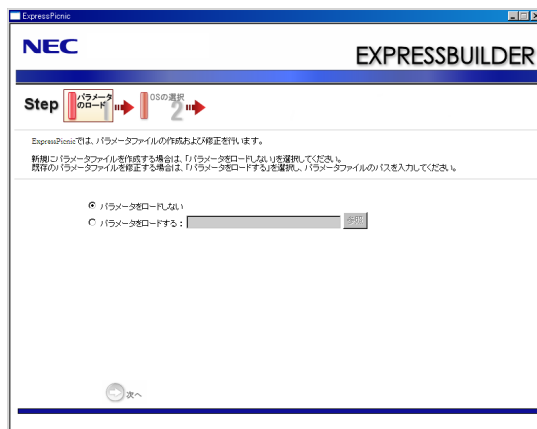 ExpressPicnic
NEC
EXPRESSBUILDER
Step パラメータのロード 1 OSの選択 2
ExpressPicnicでは、パラメータファイルの作成および修正を行います。
新規にパラメータファイルを作成する場合は、「パラメータをロードしない」を選択してください。
既存のパラメータファイルを修正する場合は、「パラメータをロードする」を選択し、パラメータファイルのパスを入力してください。
パラメータをロードしない
パラメータをロードする：
参照
次へ